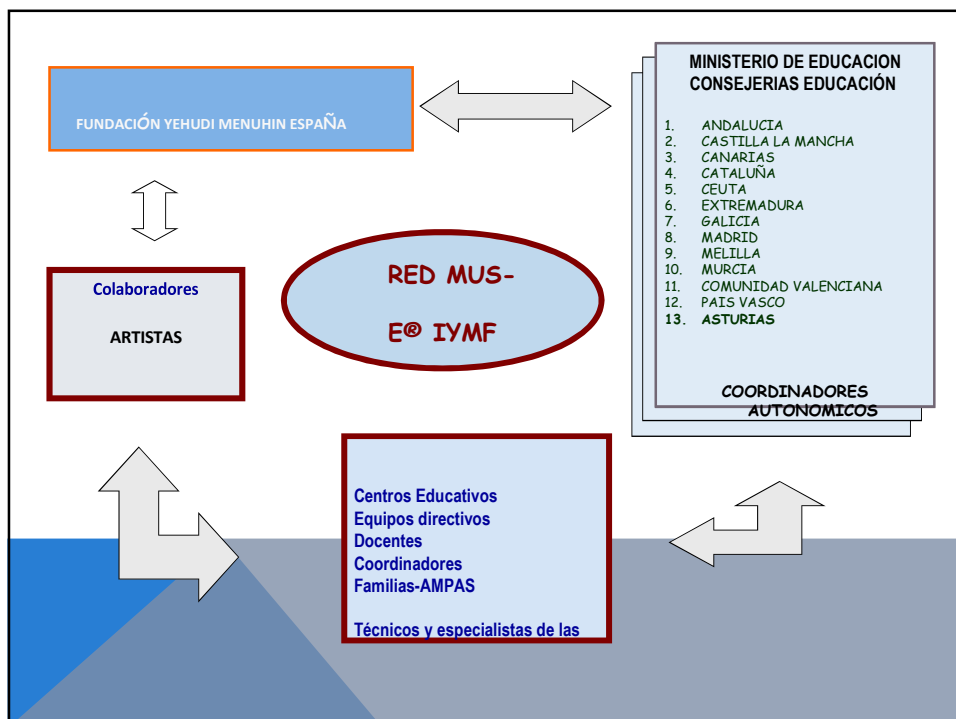 FUNDACIÓN YEHUDI MENUHIN ESPAÑA
MINISTERIO DE EDUCACION
CONSEJERIAS EDUCACIÓN
1. ANDALUCIA
2. CASTILLA LA MANCHA
3. CANARIAS
4. CATALUÑA
5. CEUTA
6. EXTREMADURA
7. GALICIA
8. MADRID
9. MELILLA
10. MURCIA
11. COMUNIDAD VALENCIANA
12. PAIS VASCO
13. ASTURIAS
COORDINADORES
AUTONOMICOS
Colaboradores
ARTISTAS
RED MUS-
E® IYMF
Centros Educativos
Equipos directivos
Docentes
Coordinadores
Familias-AMPAS
Técnicos y especialistas de las